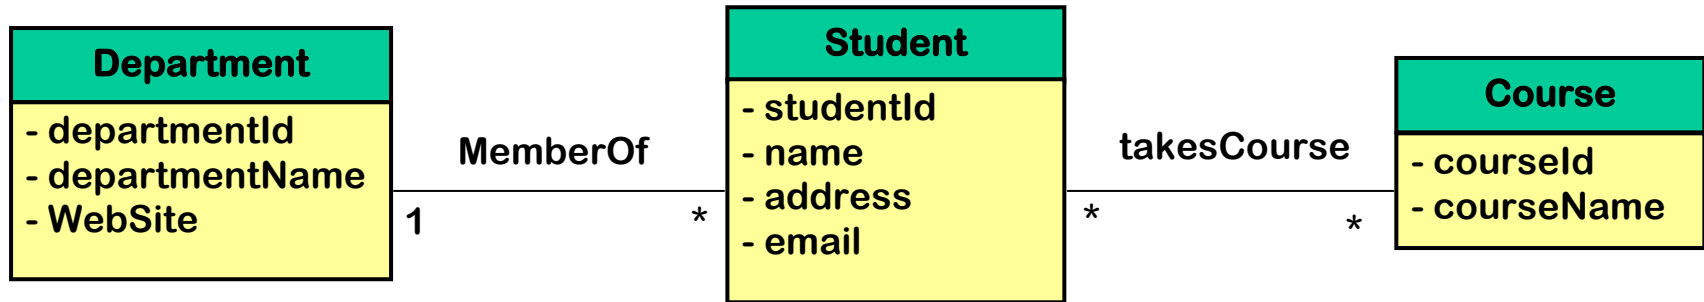 Department
- departmentId
- departmentName
- WebSite
MemberOf
1
*
Student
- studentId
- name
- address
- email
takesCourse
*
*
Course
- courseId
- courseName